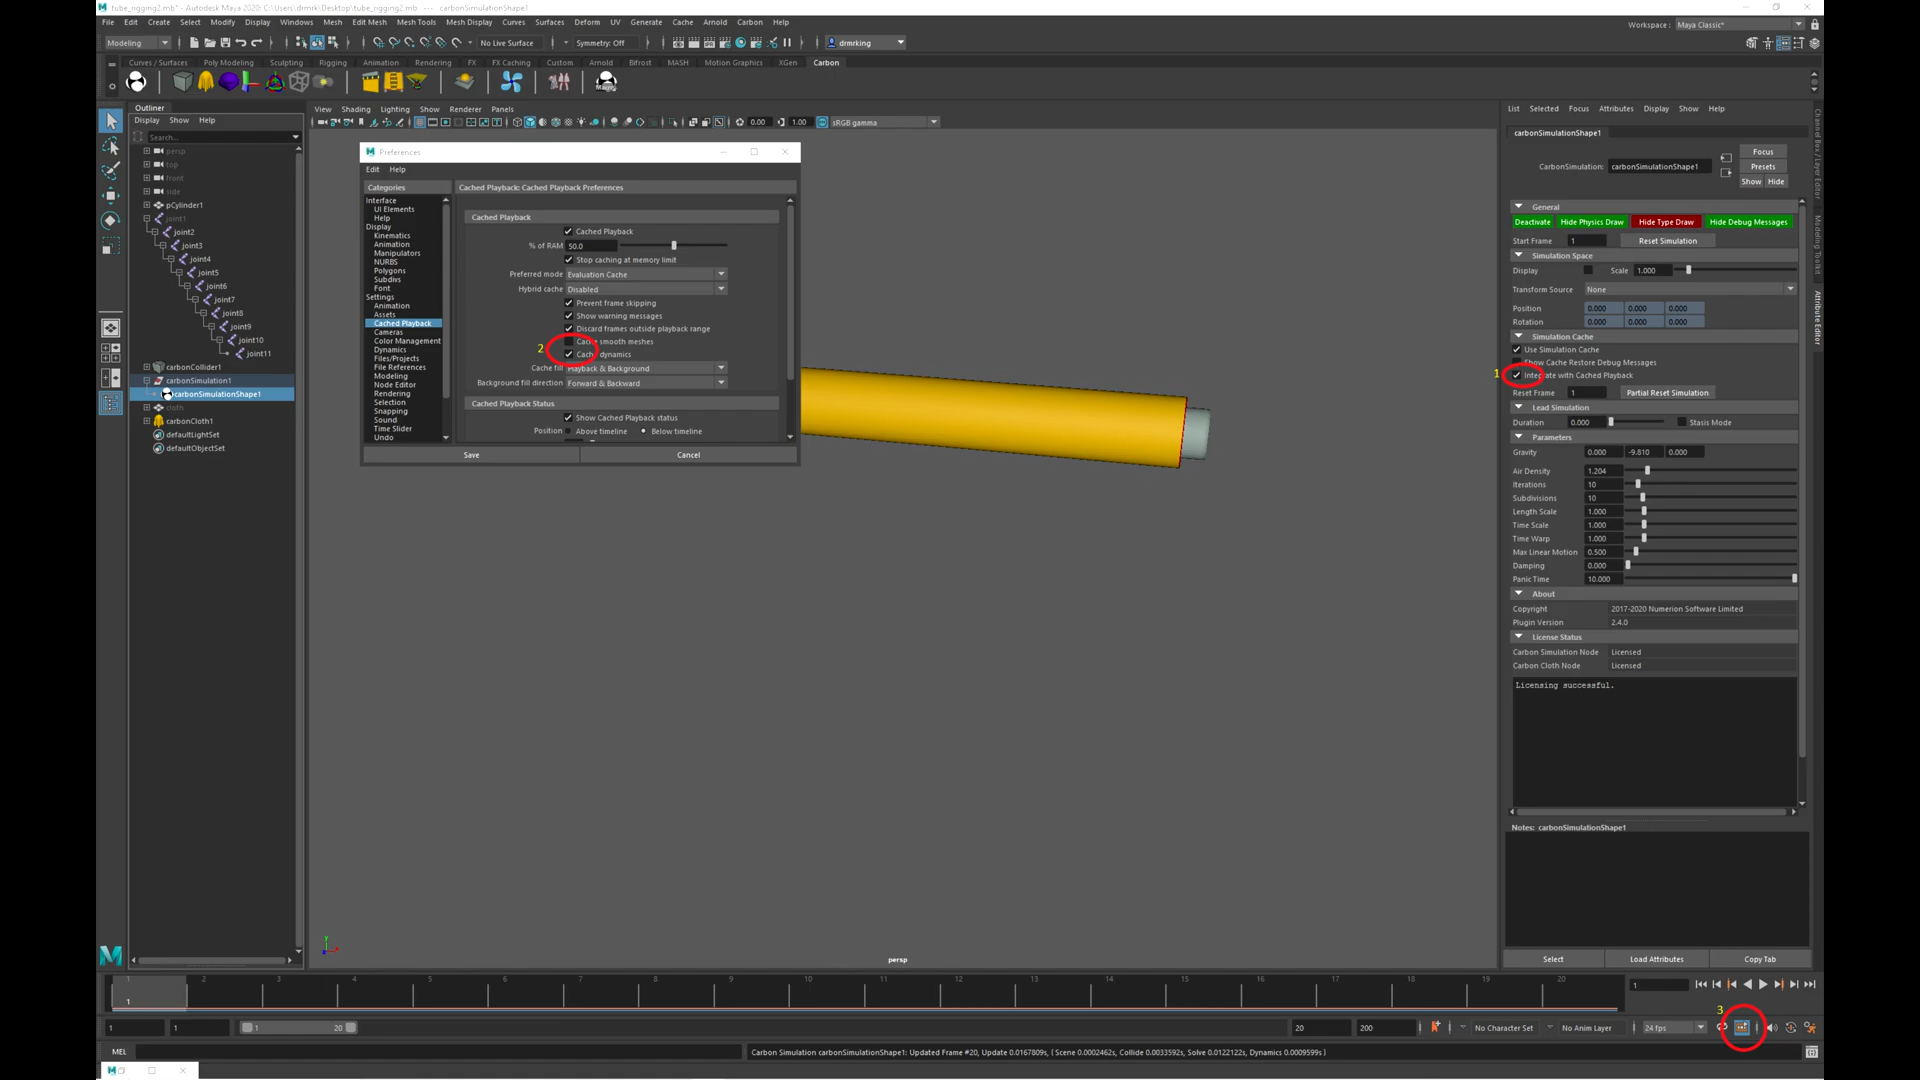 tube_rigging2.mb* - Autodesk Maya 2020: C:\Users\drmrk\Desktop\tube_rigging2.mb --- carbonSimulationShape1
File Edit Create Select Modify Display Windows Mesh Edit Mesh Mesh Tools Mesh Display Curves Surfaces Deform UV Generate Cache Arnold Carbon Help
Workspace : Maya Classic*
Modeling No Live Surface Symmetry: Off drmrking
Curves / Surfaces Poly Modeling Sculpting Rigging Animation Rendering FX FX Caching Custom Arnold Bifrost MASH Motion Graphics XGen Carbon
Outliner
Display Show Help
Search...
persp
top
front
side
pCylinder1
joint1
joint2
joint3
joint4
joint5
joint6
joint7
joint8
joint9
joint10
joint11
carbonCollider1
carbonSimulation1
carbonSimulationShape1
cloth
carbonCloth1
defaultLightSet
defaultObjectSet
View Shading Lighting Show Renderer Panels
0.00 1.00 sRGB gamma
Preferences
Edit Help
Categories
Interface
UI Elements
Help
Display
Kinematics
Animation
Manipulators
NURBS
Polygons
Subdivs
Font
Settings
Animation
Assets
Cached Playback
Cameras
Color Management
Dynamics
Files/Projects
File References
Modeling
Node Editor
Rendering
Selection
Snapping
Sound
Time Slider
Undo
Cached Playback: Cached Playback Preferences
Cached Playback
Cached Playback
% of RAM 50.0
Stop caching at memory limit
Preferred mode Evaluation Cache
Hybrid cache Disabled
Prevent frame skipping
Show warning messages
Discard frames outside playback range
Cache smooth meshes
2 Cache dynamics
Cache fill Playback & Background
Background fill direction Forward & Backward
Cached Playback Status
Show Cached Playback status
Position Above timeline Below timeline
Save Cancel
persp
List Selected Focus Attributes Display Show Help
carbonSimulationShape1
CarbonSimulation: carbonSimulationShape1
Focus
Presets
Show Hide
General
Deactivate Hide Physics Draw Hide Type Draw Hide Debug Messages
Start Frame 1 Reset Simulation
Simulation Space
Display Scale 1.000
Transform Source None
Position 0.000 0.000 0.000
Rotation 0.000 0.000 0.000
Simulation Cache
Use Simulation Cache
Show Cache Restore Debug Messages
1 Integrate with Cached Playback
Reset Frame 1 Partial Reset Simulation
Lead Simulation
Duration 0.000 Stasis Mode
Parameters
Gravity 0.000 -9.810 0.000
Air Density 1.204
Iterations 10
Subdivisions 10
Length Scale 1.000
Time Scale 1.000
Time Warp 1.000
Max Linear Motion 0.500
Damping 0.000
Panic Time 10.000
About
Copyright 2017-2020 Numerion Software Limited
Plugin Version 2.4.0
License Status
Carbon Simulation Node Licensed
Carbon Cloth Node Licensed
Licensing successful.
Notes: carbonSimulationShape1
Select Load Attributes Copy Tab
Channel Box / Layer Editor
Modeling Toolkit
Attribute Editor
1 2 3 4 5 6 7 8 9 10 11 12 13 14 15 16 17 18 19 20
1
1
3
1 1 1 20 20 200 No Character Set No Anim Layer 24 fps
MEL Carbon Simulation carbonSimulationShape1: Updated Frame #20, Update 0.0167809s, ( Scene 0.0002462s, Collide 0.0033592s, Solve 0.0122122s, Dynamics 0.0009599s )